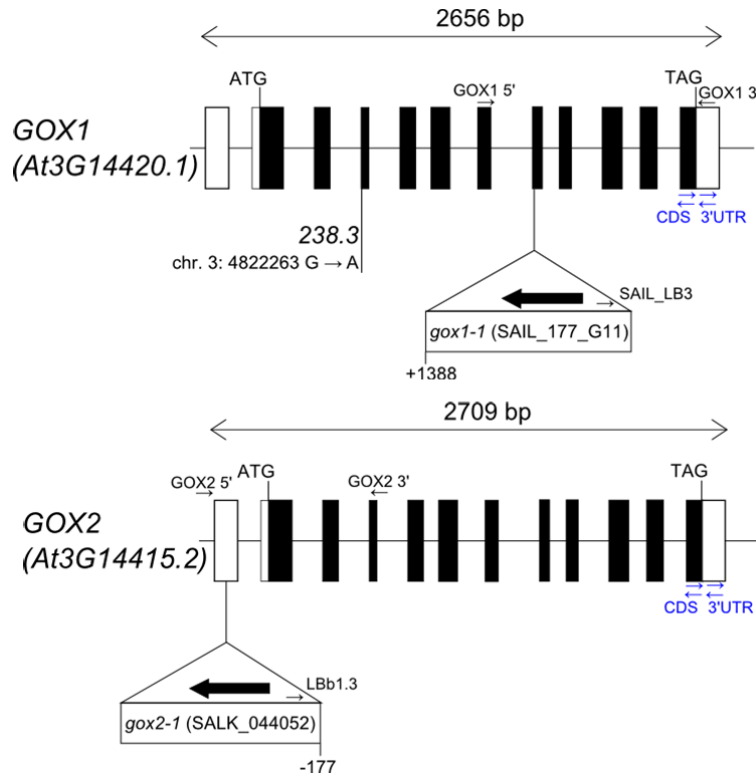 2656 bp
ATG
GOX1 5'
TAG
GOX1 3
GOX1
(At3G14420.1)
CDS 3'UTR
238.3
chr. 3: 4822263 G → A
SAIL_LB3
gox1-1 (SAIL_177_G11)
+1388
2709 bp
GOX2 5'
ATG
GOX2 3'
TAG
GOX2
(At3G14415.2)
CDS 3'UTR
LBb1.3
gox2-1 (SALK_044052)
-177